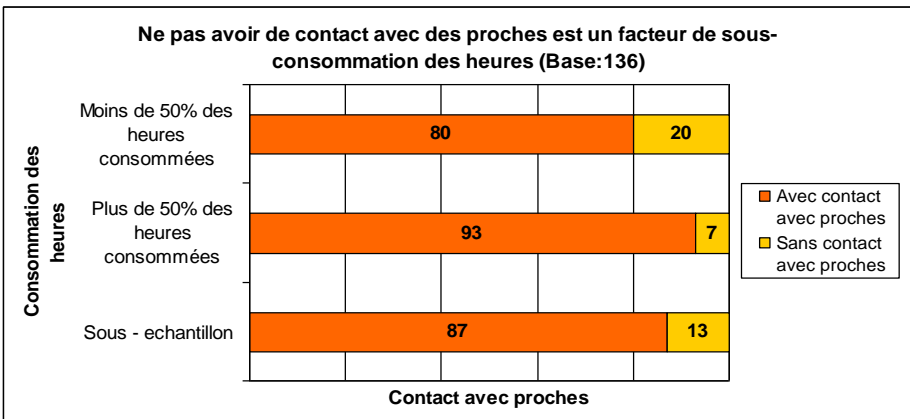 Ne pas avoir de contact avec des proches est un facteur de sous-
consommation des heures (Base:136)
Consommation des
heures
Moins de 50% des
heures
consommées
80
20
Plus de 50% des
heures
consommées
93
7
Sous - echantillon
87
13
Contact avec proches
Avec contact
avec proches
Sans contact
avec proches